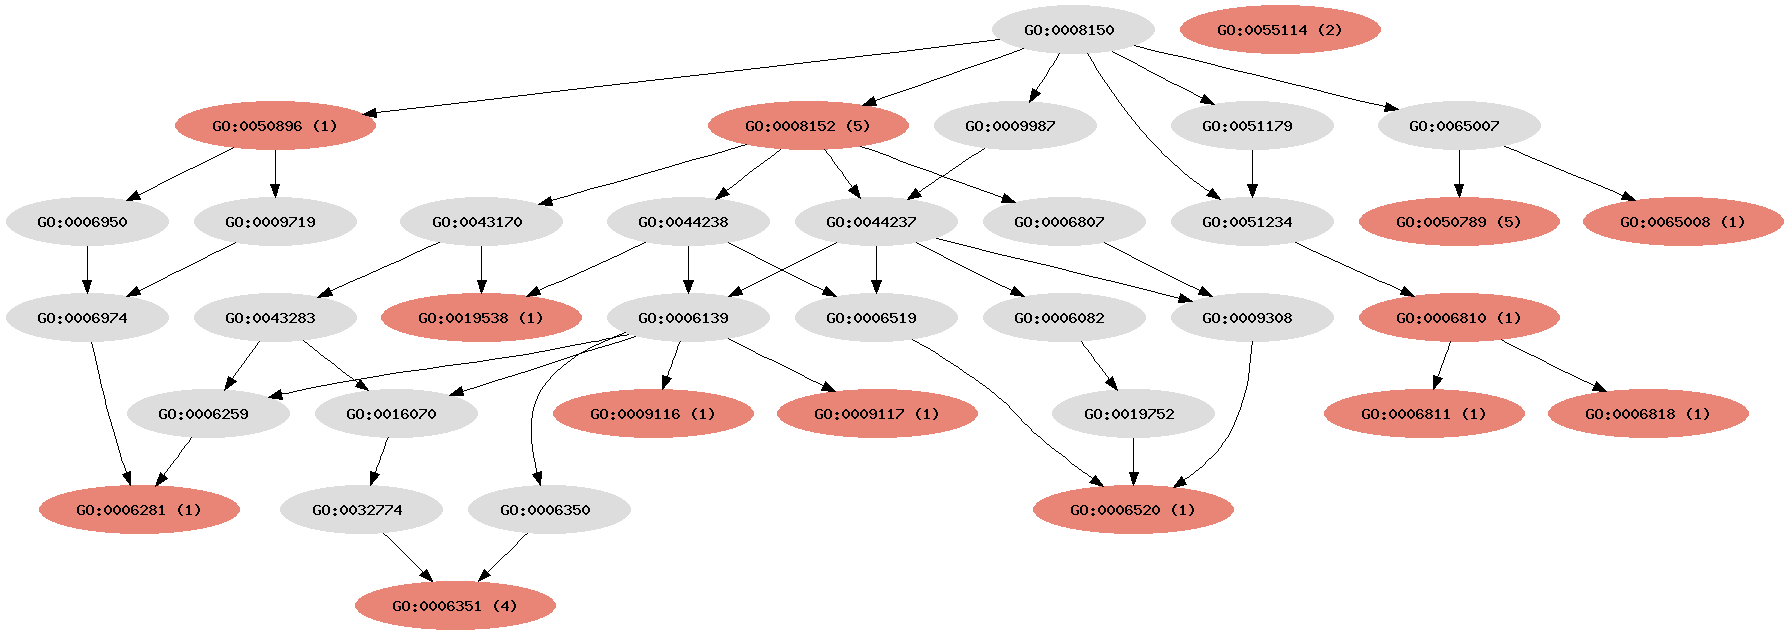 GO:0008150
GO:0055114 (2)
GO:0050896 (1)
GO:0008152 (5)
GO:0009987
GO:0051179
GO:0065007
GO:0006950
GO:0009719
GO:0043170
GO:0044238
GO:0044237
GO:0006807
GO:0051234
GO:0050789 (5)
GO:0065008 (1)
GO:0006974
GO:0043283
GO:0019538 (1)
GO:0006139
GO:0006519
GO:0006082
GO:0009308
GO:0006810 (1)
GO:0006259
GO:0016070
GO:0009116 (1)
GO:0009117 (1)
GO:0019752
GO:0006811 (1)
GO:0006818 (1)
GO:0006281 (1)
GO:0032774
GO:0006350
GO:0006520 (1)
GO:0006351 (4)